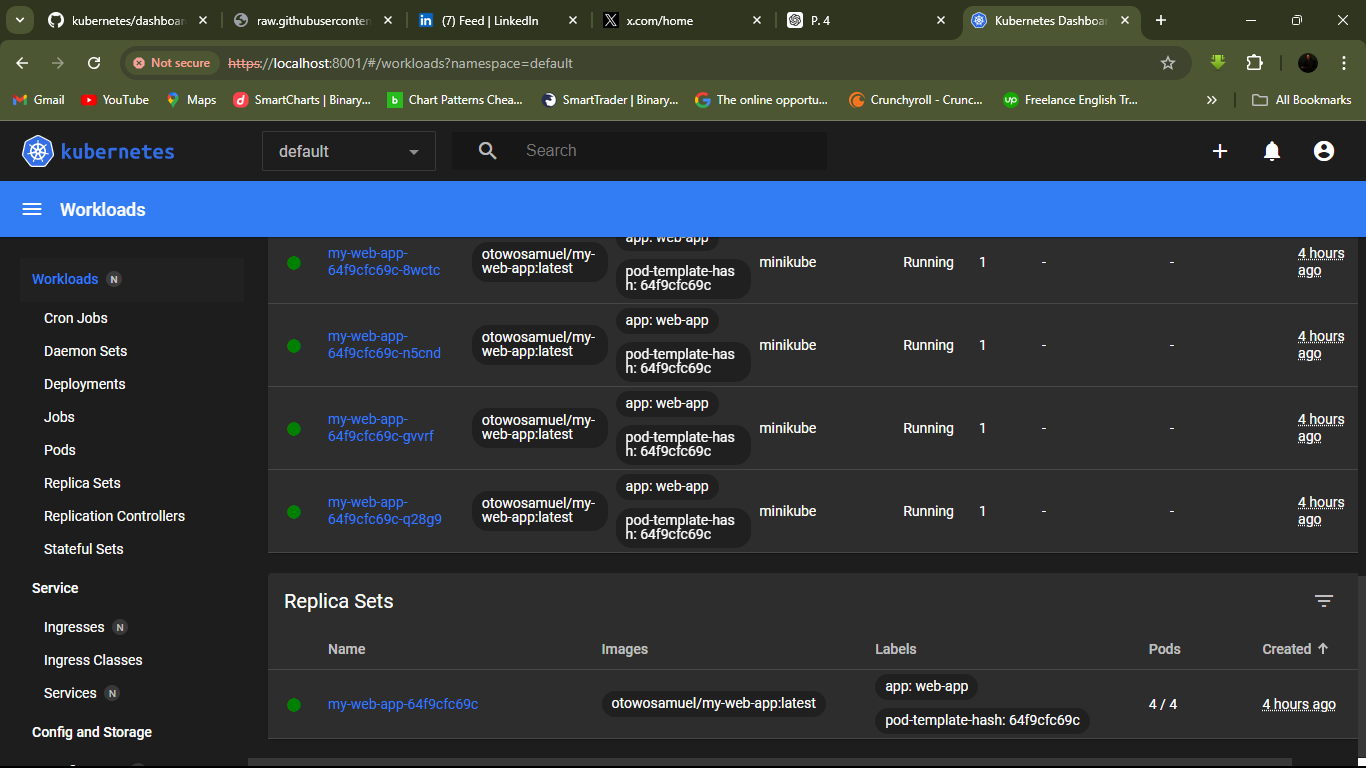 kubernetes/dashboar
raw.githubuserconten
(7) Feed | LinkedIn
x.com/home
P. 4
Kubernetes Dashboar
Not secure
https://localhost:8001/#/workloads?namespace=default
Gmail
YouTube
Maps
SmartCharts | Binary...
Chart Patterns Chea...
SmartTrader | Binary...
The online opportu...
Crunchyroll - Crunc...
Freelance English Tr...
All Bookmarks
kubernetes
default
Search
Workloads
Workloads N
Cron Jobs
Daemon Sets
Deployments
Jobs
Pods
Replica Sets
Replication Controllers
Stateful Sets
Service
Ingresses N
Ingress Classes
Services N
Config and Storage
my-web-app-
64f9cfc69c-8wctc
otowosamuel/my-
web-app:latest
app: web-app
pod-template-has
h: 64f9cfc69c
minikube
Running
1
-
-
4 hours
ago
my-web-app-
64f9cfc69c-n5cnd
otowosamuel/my-
web-app:latest
app: web-app
pod-template-has
h: 64f9cfc69c
minikube
Running
1
-
-
4 hours
ago
my-web-app-
64f9cfc69c-gvvrf
otowosamuel/my-
web-app:latest
app: web-app
pod-template-has
h: 64f9cfc69c
minikube
Running
1
-
-
4 hours
ago
my-web-app-
64f9cfc69c-q28g9
otowosamuel/my-
web-app:latest
app: web-app
pod-template-has
h: 64f9cfc69c
minikube
Running
1
-
-
4 hours
ago
Replica Sets
Name
Images
Labels
Pods
Created
my-web-app-64f9cfc69c
otowosamuel/my-web-app:latest
app: web-app
pod-template-hash: 64f9cfc69c
4 / 4
4 hours ago